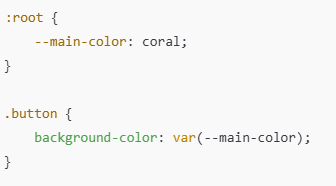 :root {
    --main-color: coral;
}

.button {
    background-color: var(--main-color);
}